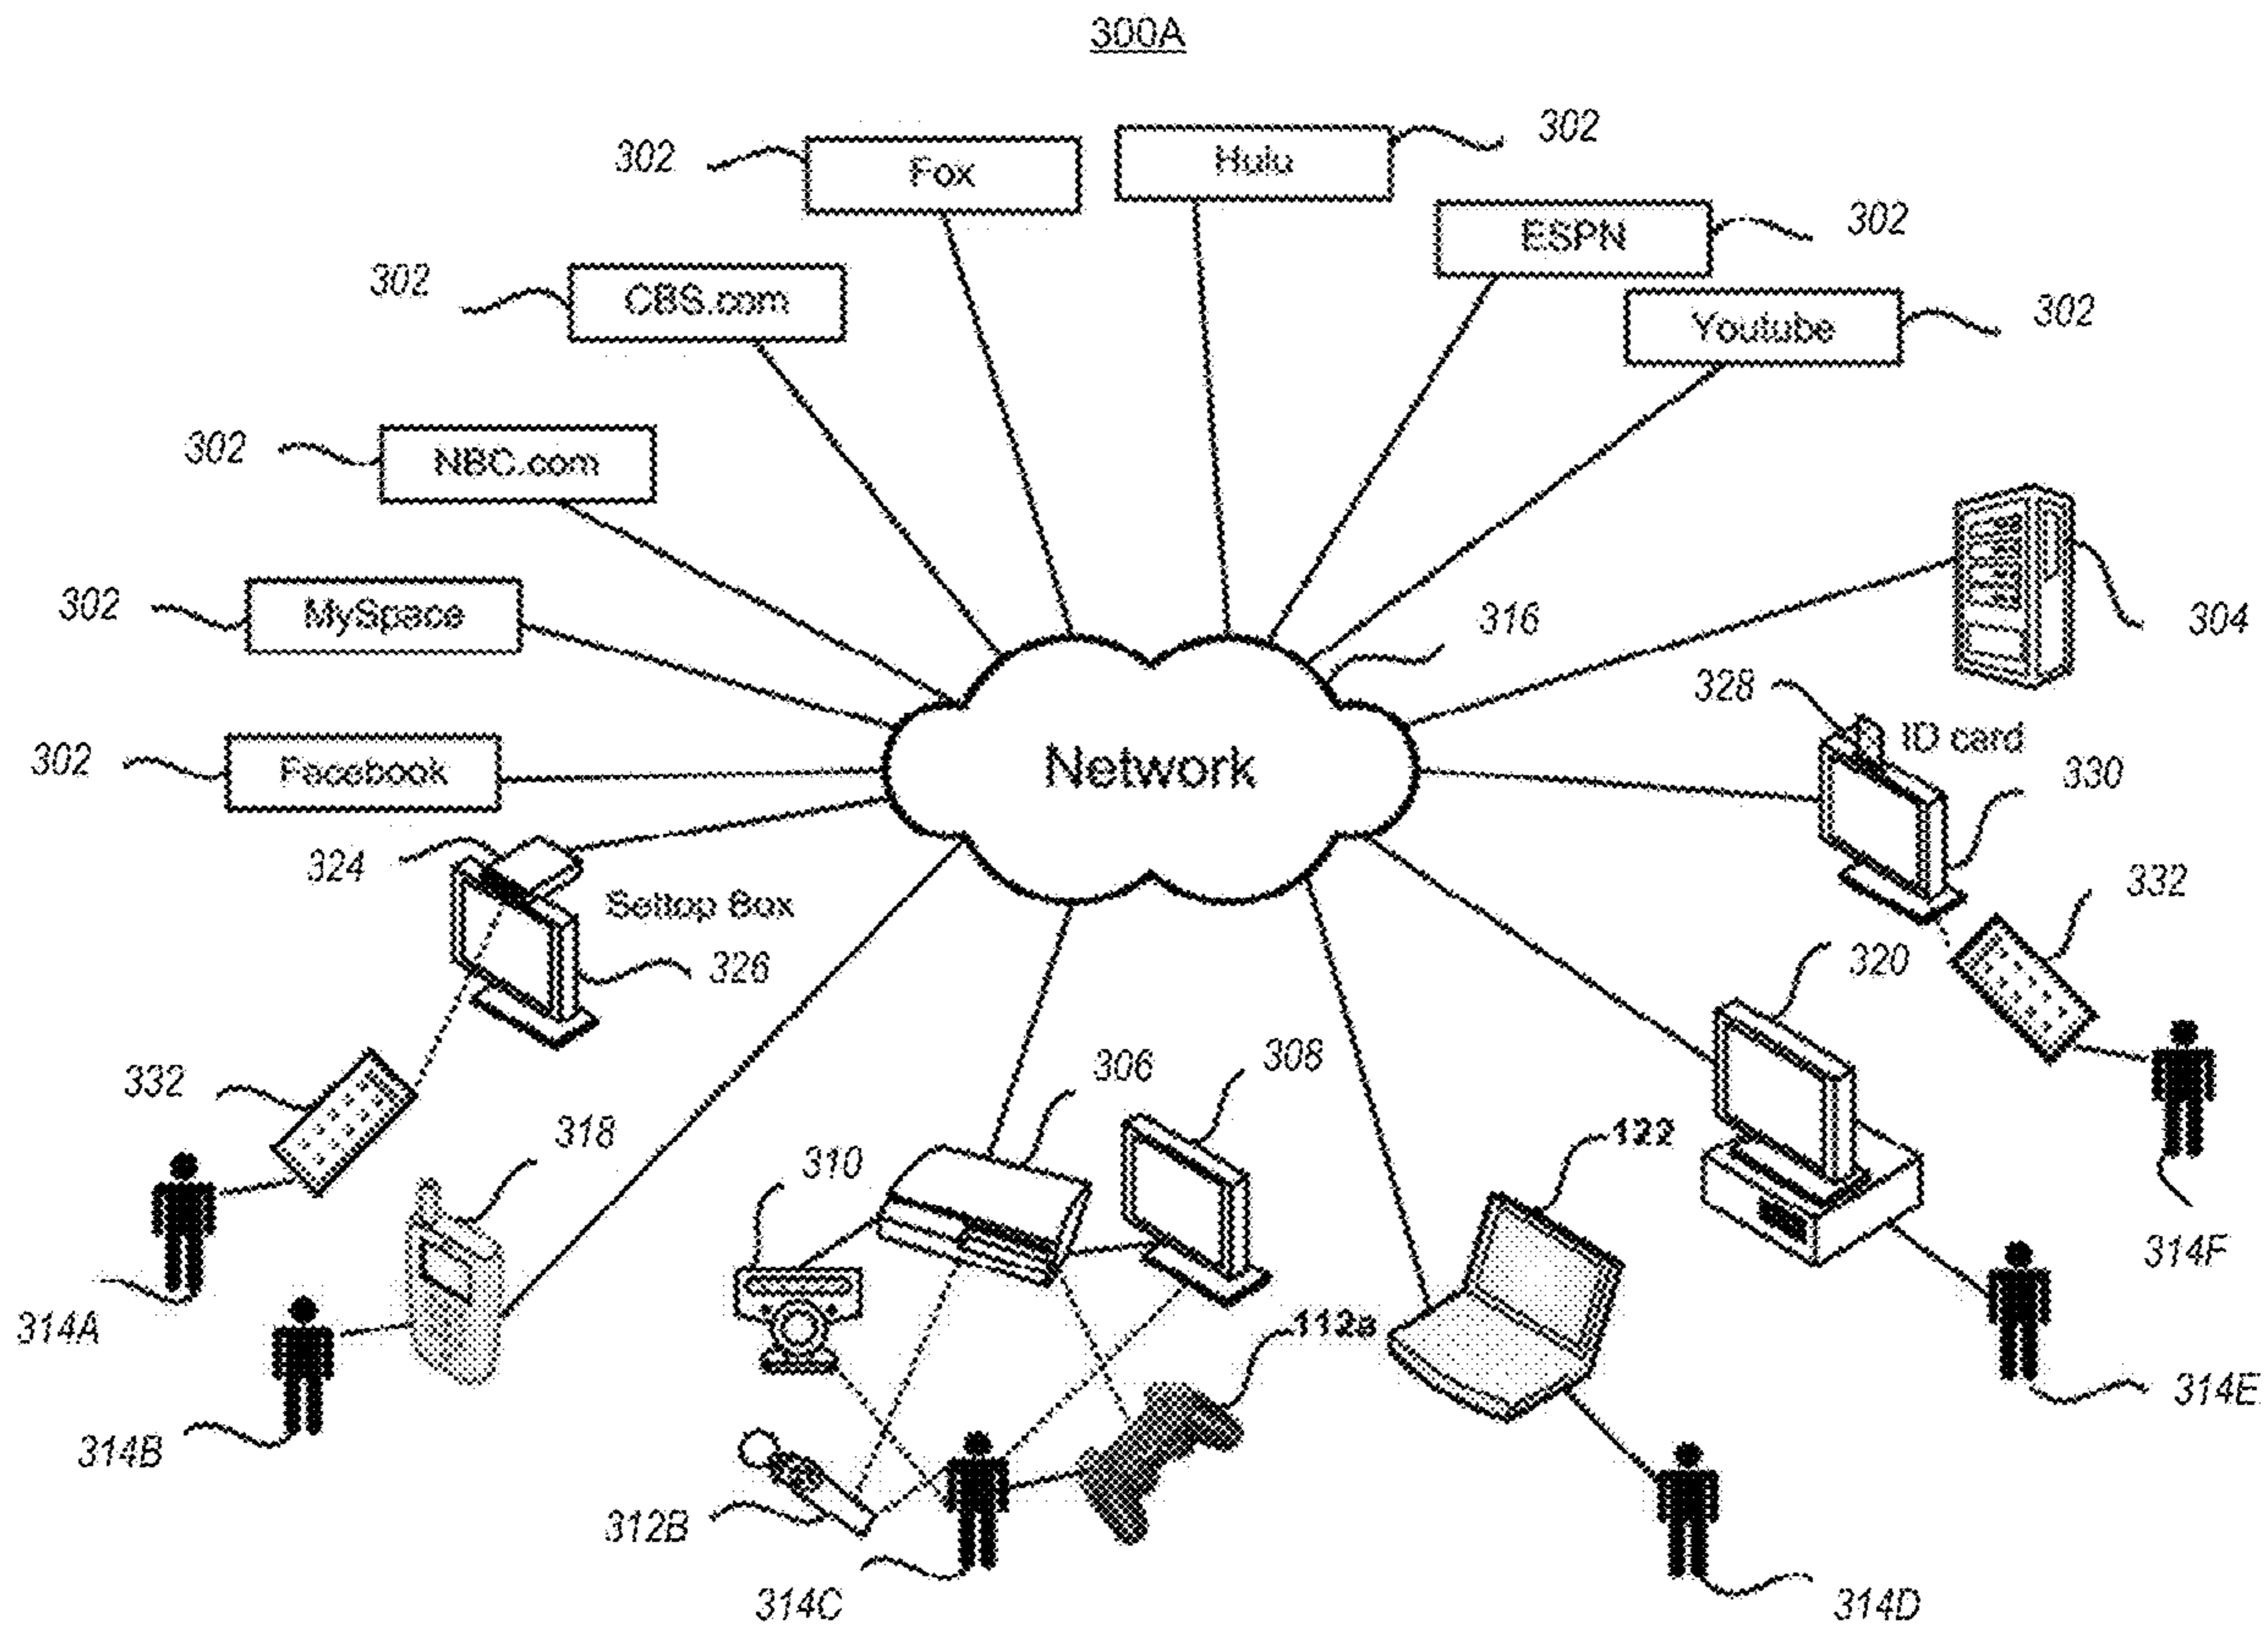 300A
302 Fox
Hulu 302
ESPN 302
302 CBS.com
Youtube 302
302 NBC.com
302 MySpace
316
304
328 ID card
302 Facebook
Network
330
324
Settop Box
332
326
320
332
318
306
308
310
122
314A
314F
112a
314B
314E
312B
314C
314D